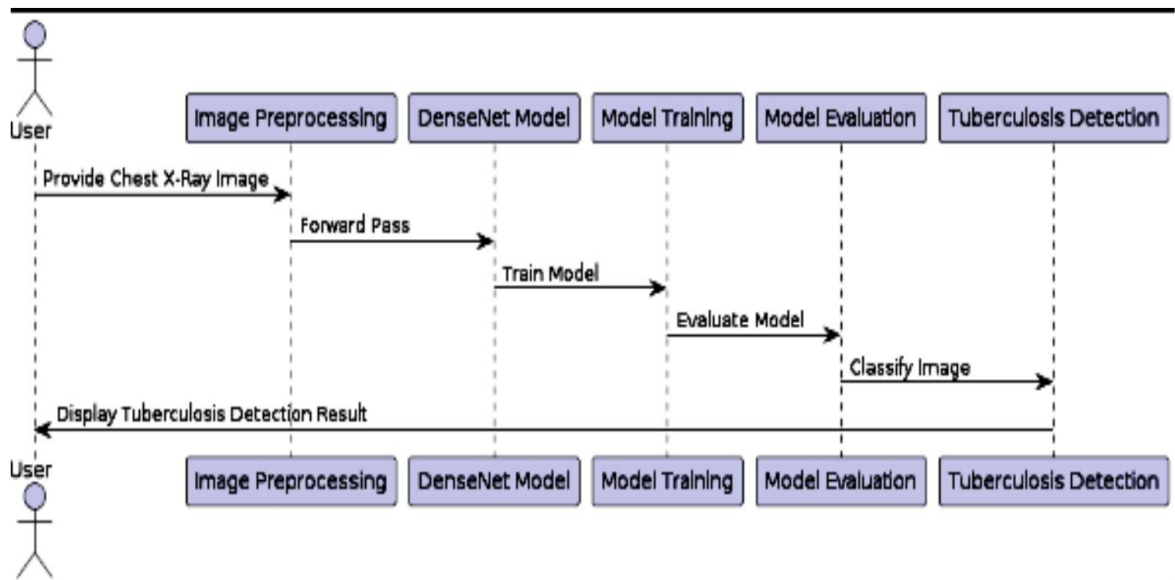 User
Image Preprocessing
DenseNet Model
Model Training
Model Evaluation
Tuberculosis Detection
Provide Chest X-Ray Image
Forward Pass
Train Model
Evaluate Model
Classify Image
Display Tuberculosis Detection Result
User
Image Preprocessing
DenseNet Model
Model Training
Model Evaluation
Tuberculosis Detection